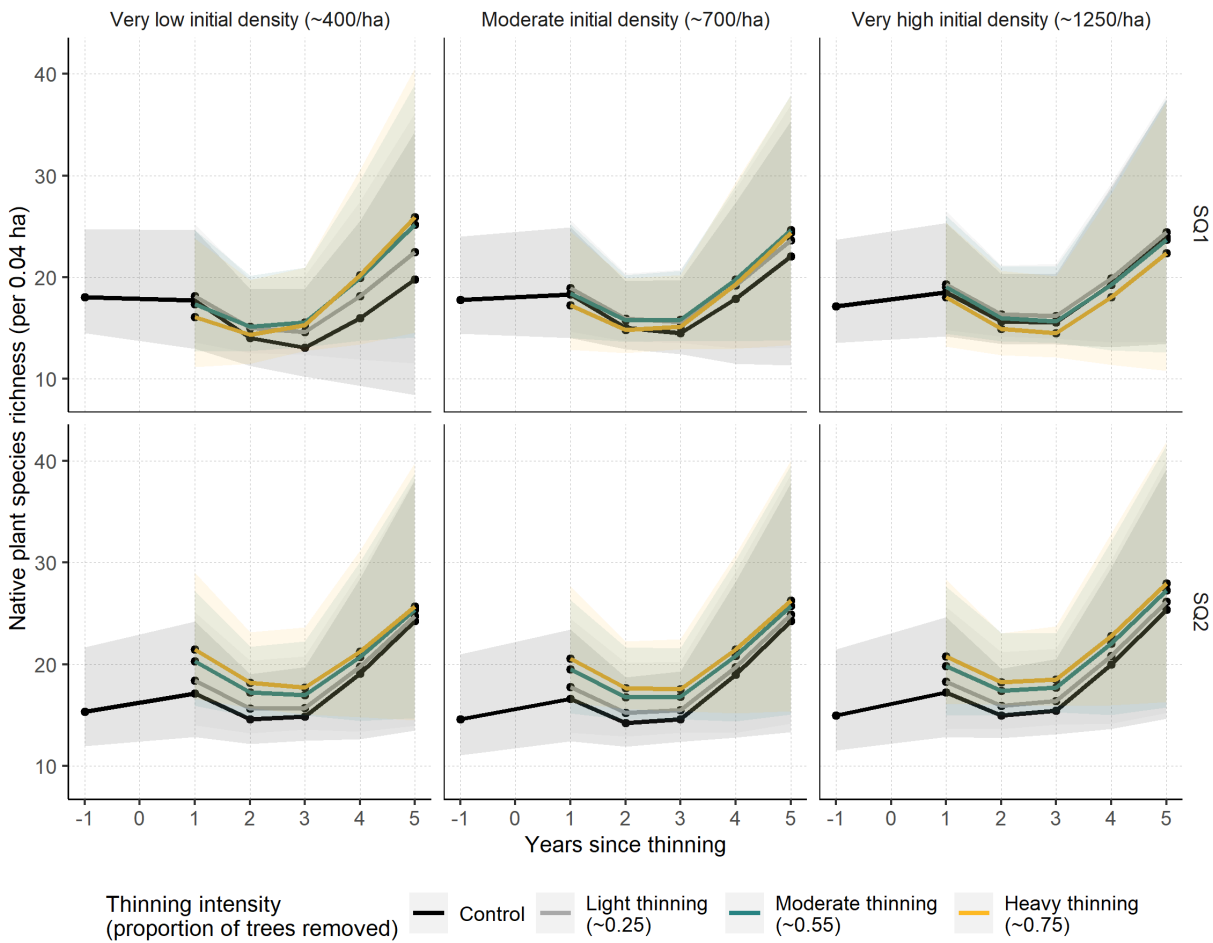 Very low initial density (~400/ha)
Moderate initial density (~700/ha)
Very high initial density (~1250/ha)
Native plant species richness (per 0.04 ha)
40
30
20
10
SQ1
40
30
20
10
SQ2
-1 0 1 2 3 4 5
-1 0 1 2 3 4 5
-1 0 1 2 3 4 5
Years since thinning
Thinning intensity
(proportion of trees removed)
Control
Light thinning
(~0.25)
Moderate thinning
(~0.55)
Heavy thinning
(~0.75)